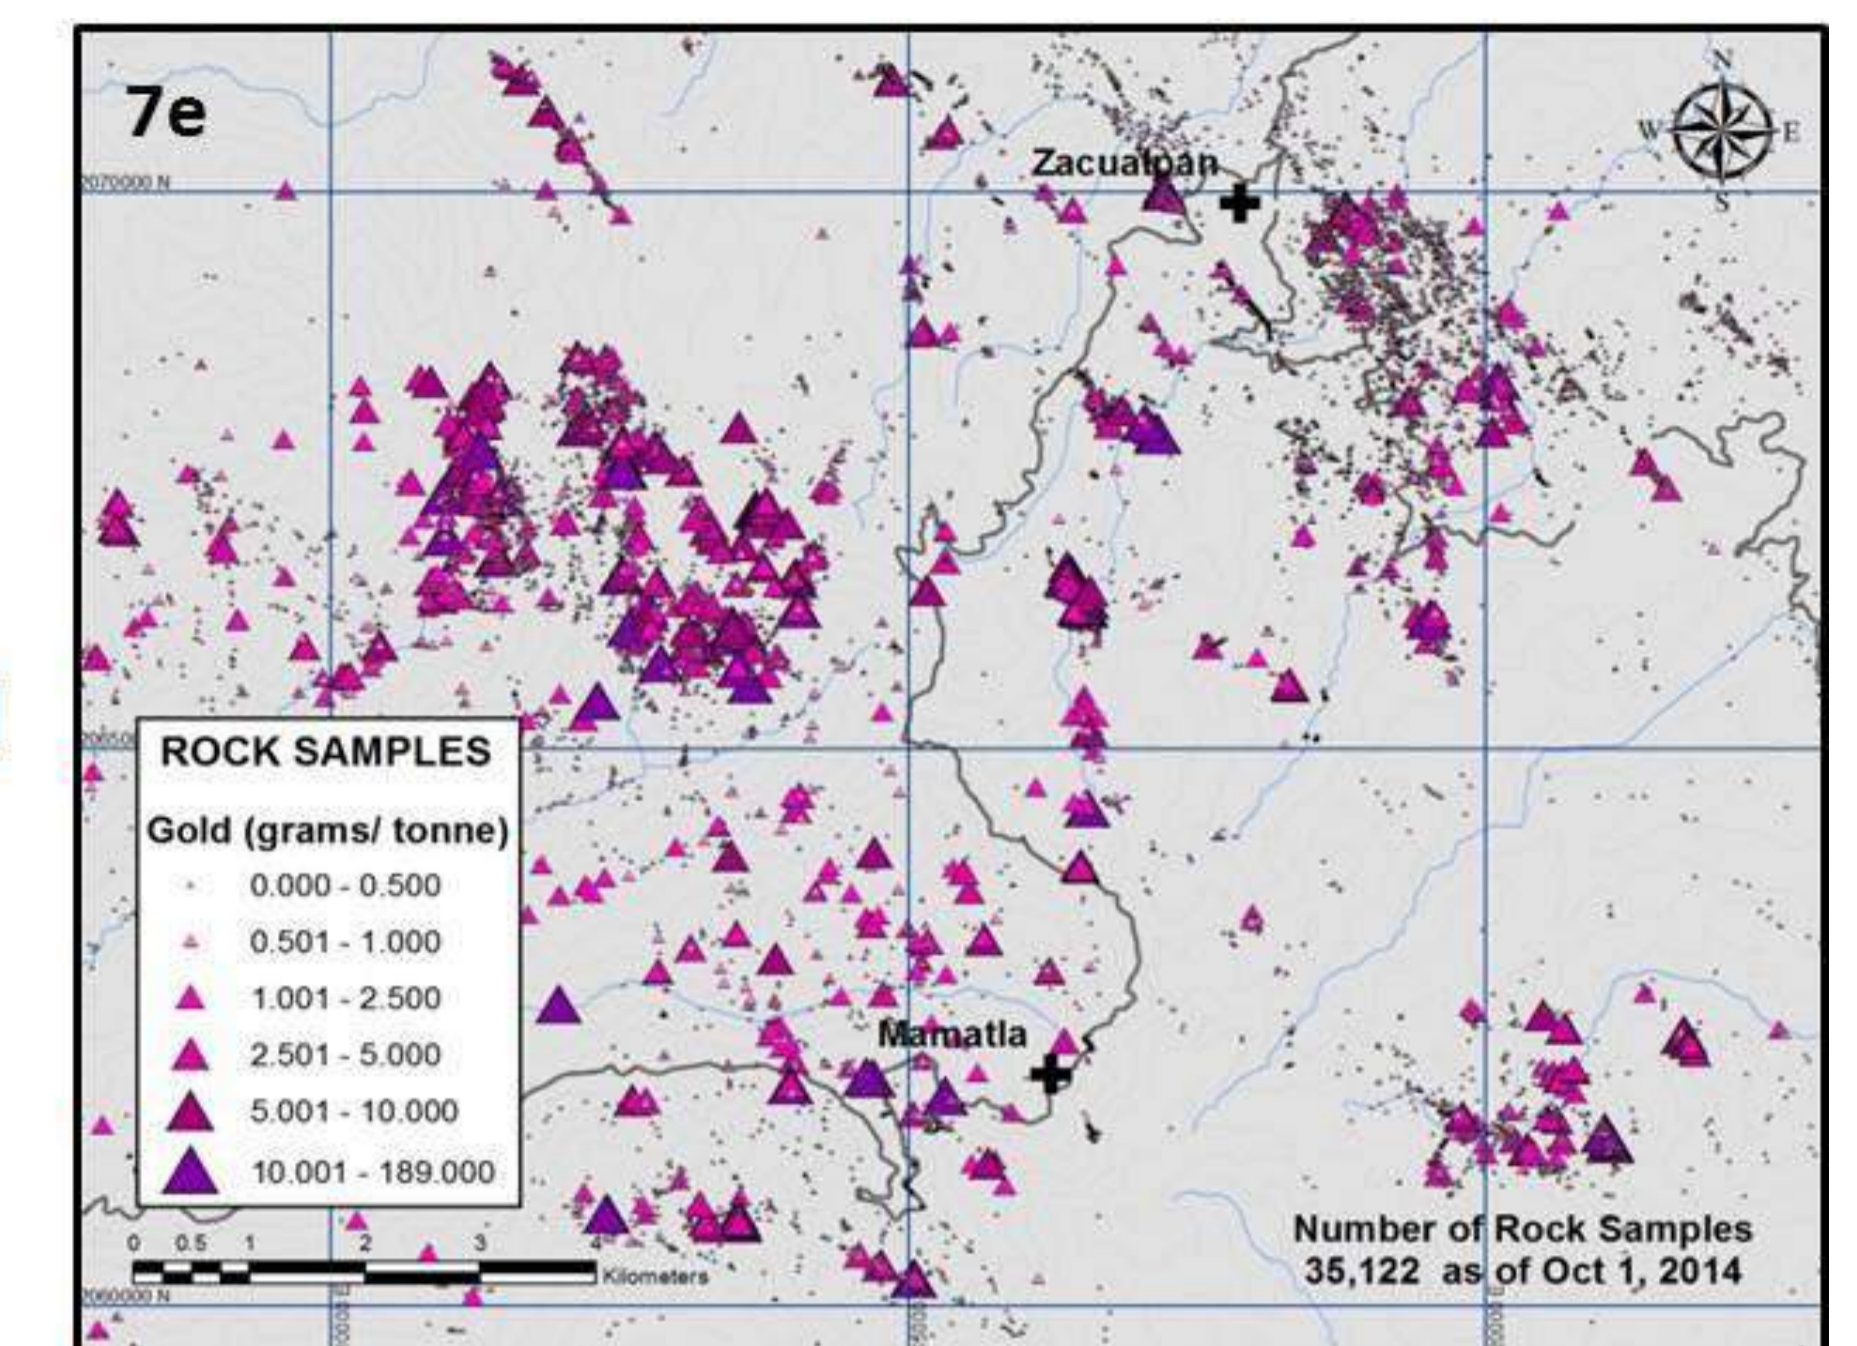 7e
N
W E
S
Zacualpan
2070000 N
ROCK SAMPLES
Gold (grams/ tonne)
0.000 - 0.500
0.501 - 1.000
1.001 - 2.500
2.501 - 5.000
5.001 - 10.000
10.001 - 189.000
Mamatla
Number of Rock Samples
35,122 as of Oct 1, 2014
0 0.5 1 2 3 4
Kilometers
2060000 N